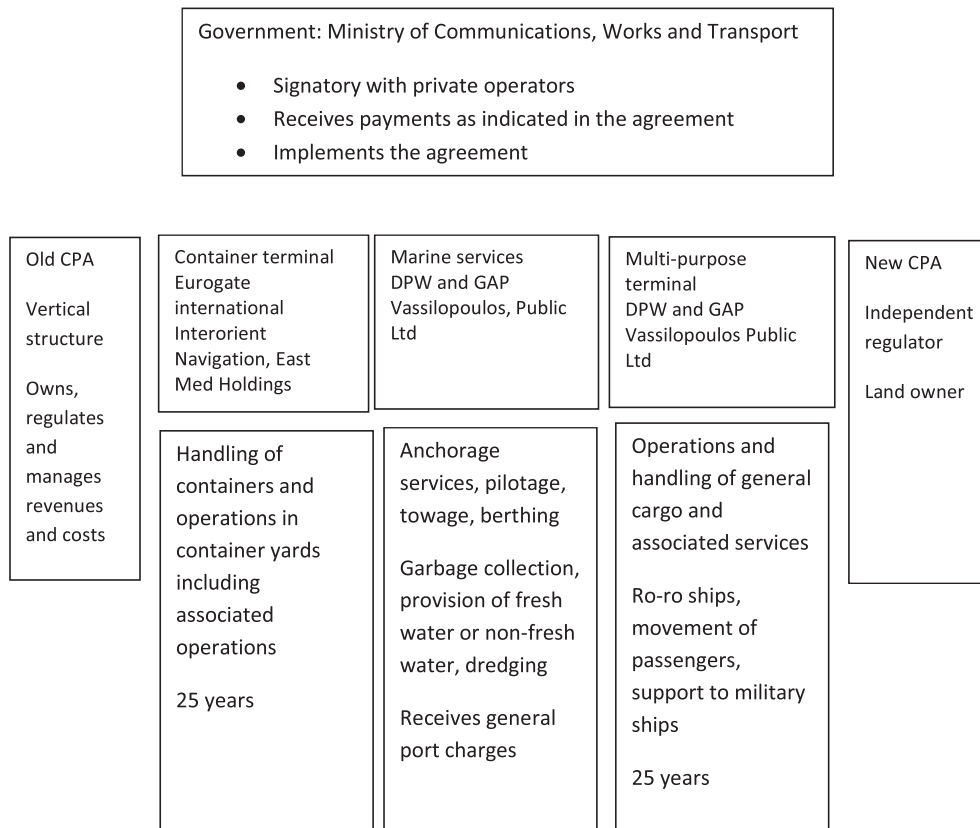 Government: Ministry of Communications, Works and Transport
• Signatory with private operators
• Receives payments as indicated in the agreement
• Implements the agreement
Old CPA
Vertical
structure
Owns,
regulates
and
manages
revenues
and costs
Container terminal
Eurogate
international
Interorient
Navigation, East
Med Holdings
Marine services
DPW and GAP
Vassilopoulos, Public
Ltd
Multi-purpose
terminal
DPW and GAP
Vassilopoulos Public
Ltd
New CPA
Independent
regulator
Land owner
Handling of
containers and
operations in
container yards
including
associated
operations
25 years
Anchorage
services, pilotage,
towage, berthing
Garbage collection,
provision of fresh
water or non-fresh
water, dredging
Receives general
port charges
Operations and
handling of general
cargo and
associated services
Ro-ro ships,
movement of
passengers,
support to military
ships
25 years